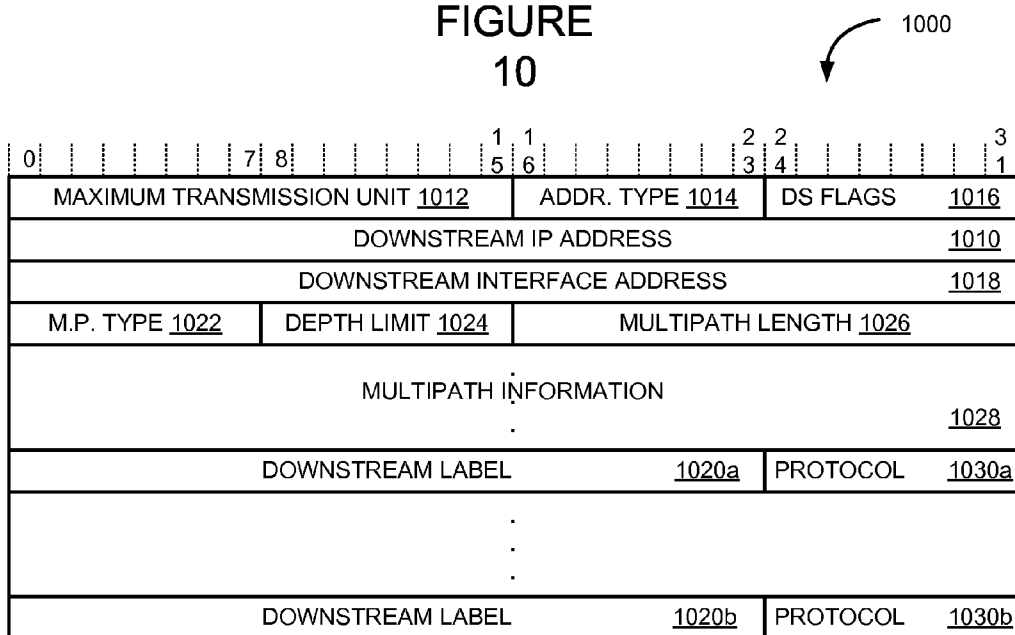 FIGURE
10
1000
1 1 2 2 3
0 7 8 5 6 3 4 1
MAXIMUM TRANSMISSION UNIT 1012 ADDR. TYPE 1014 DS FLAGS 1016
DOWNSTREAM IP ADDRESS 1010
DOWNSTREAM INTERFACE ADDRESS 1018
M.P. TYPE 1022 DEPTH LIMIT 1024 MULTIPATH LENGTH 1026
MULTIPATH INFORMATION
1028
DOWNSTREAM LABEL 1020a PROTOCOL 1030a
DOWNSTREAM LABEL 1020b PROTOCOL 1030b